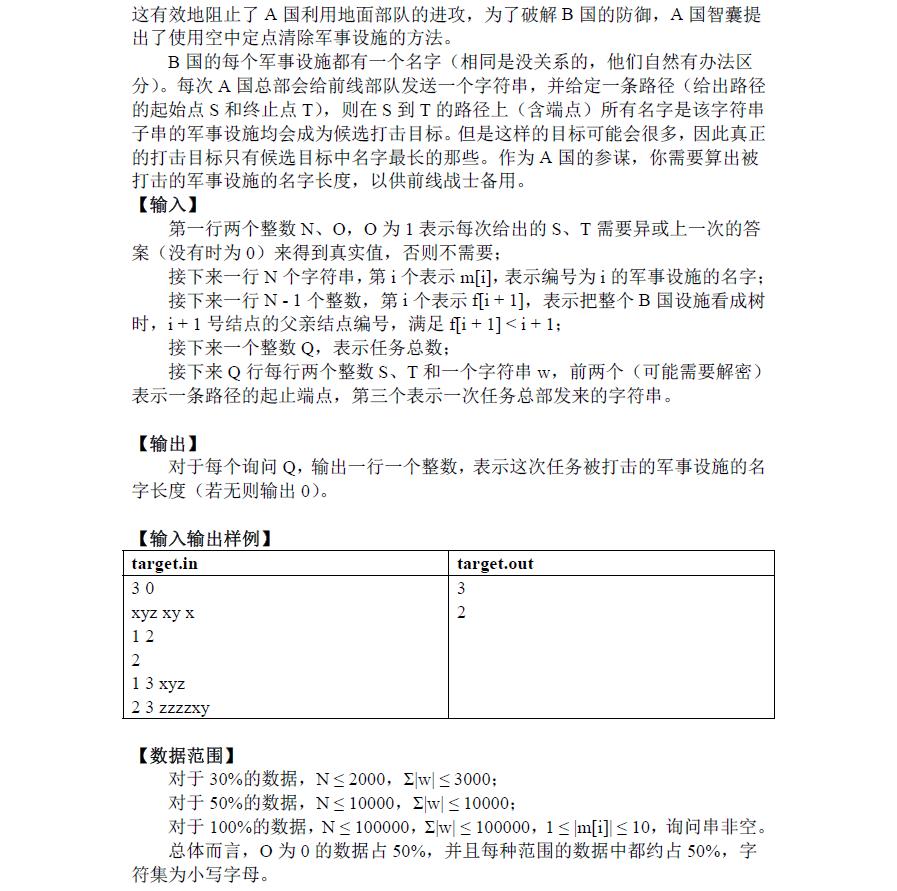 这有效地阻止了 A 国利用地面部队的进攻，为了破解 B 国的防御，A 国智囊提
出了使用空中定点清除军事设施的方法。
B 国的每个军事设施都有一个名字（相同是没关系的，他们自然有办法区
分）。每次 A 国总部会给前线部队发送一个字符串，并给定一条路径（给出路径
的起始点 S 和终止点 T），则在 S 到 T 的路径上（含端点）所有名字是该字符串
子串的军事设施均会成为候选打击目标。但是这样的目标可能会很多，因此真正
的打击目标只有候选目标中名字最长的那些。作为 A 国的参谋，你需要算出被
打击的军事设施的名字长度，以供前线战士备用。
【输入】
第一行两个整数 N、O，O 为 1 表示每次给出的 S、T 需要异或上一次的答
案（没有时为 0）来得到真实值，否则不需要；
接下来一行 N 个字符串，第 i 个表示 m[i]，表示编号为 i 的军事设施的名字；
接下来一行 N - 1 个整数，第 i 个表示 f[i + 1]，表示把整个 B 国设施看成树
时，i + 1 号结点的父亲结点编号，满足 f[i + 1] < i + 1；
接下来一个整数 Q，表示任务总数；
接下来 Q 行每行两个整数 S、T 和一个字符串 w，前两个（可能需要解密）
表示一条路径的起止端点，第三个表示一次任务总部发来的字符串。
【输出】
对于每个询问 Q，输出一行一个整数，表示这次任务被打击的军事设施的名
字长度（若无则输出 0）。
【输入输出样例】
target.in target.out
3 0 3
xyz xy x 2
1 2
2
1 3 xyz
2 3 zzzzxy
【数据范围】
对于 30%的数据，N ≤ 2000，Σ|w| ≤ 3000；
对于 50%的数据，N ≤ 10000，Σ|w| ≤ 10000；
对于 100%的数据，N ≤ 100000，Σ|w| ≤ 100000，1 ≤ |m[i]| ≤ 10，询问串非空。
总体而言，O 为 0 的数据占 50%，并且每种范围的数据中都约占 50%，字
符集为小写字母。